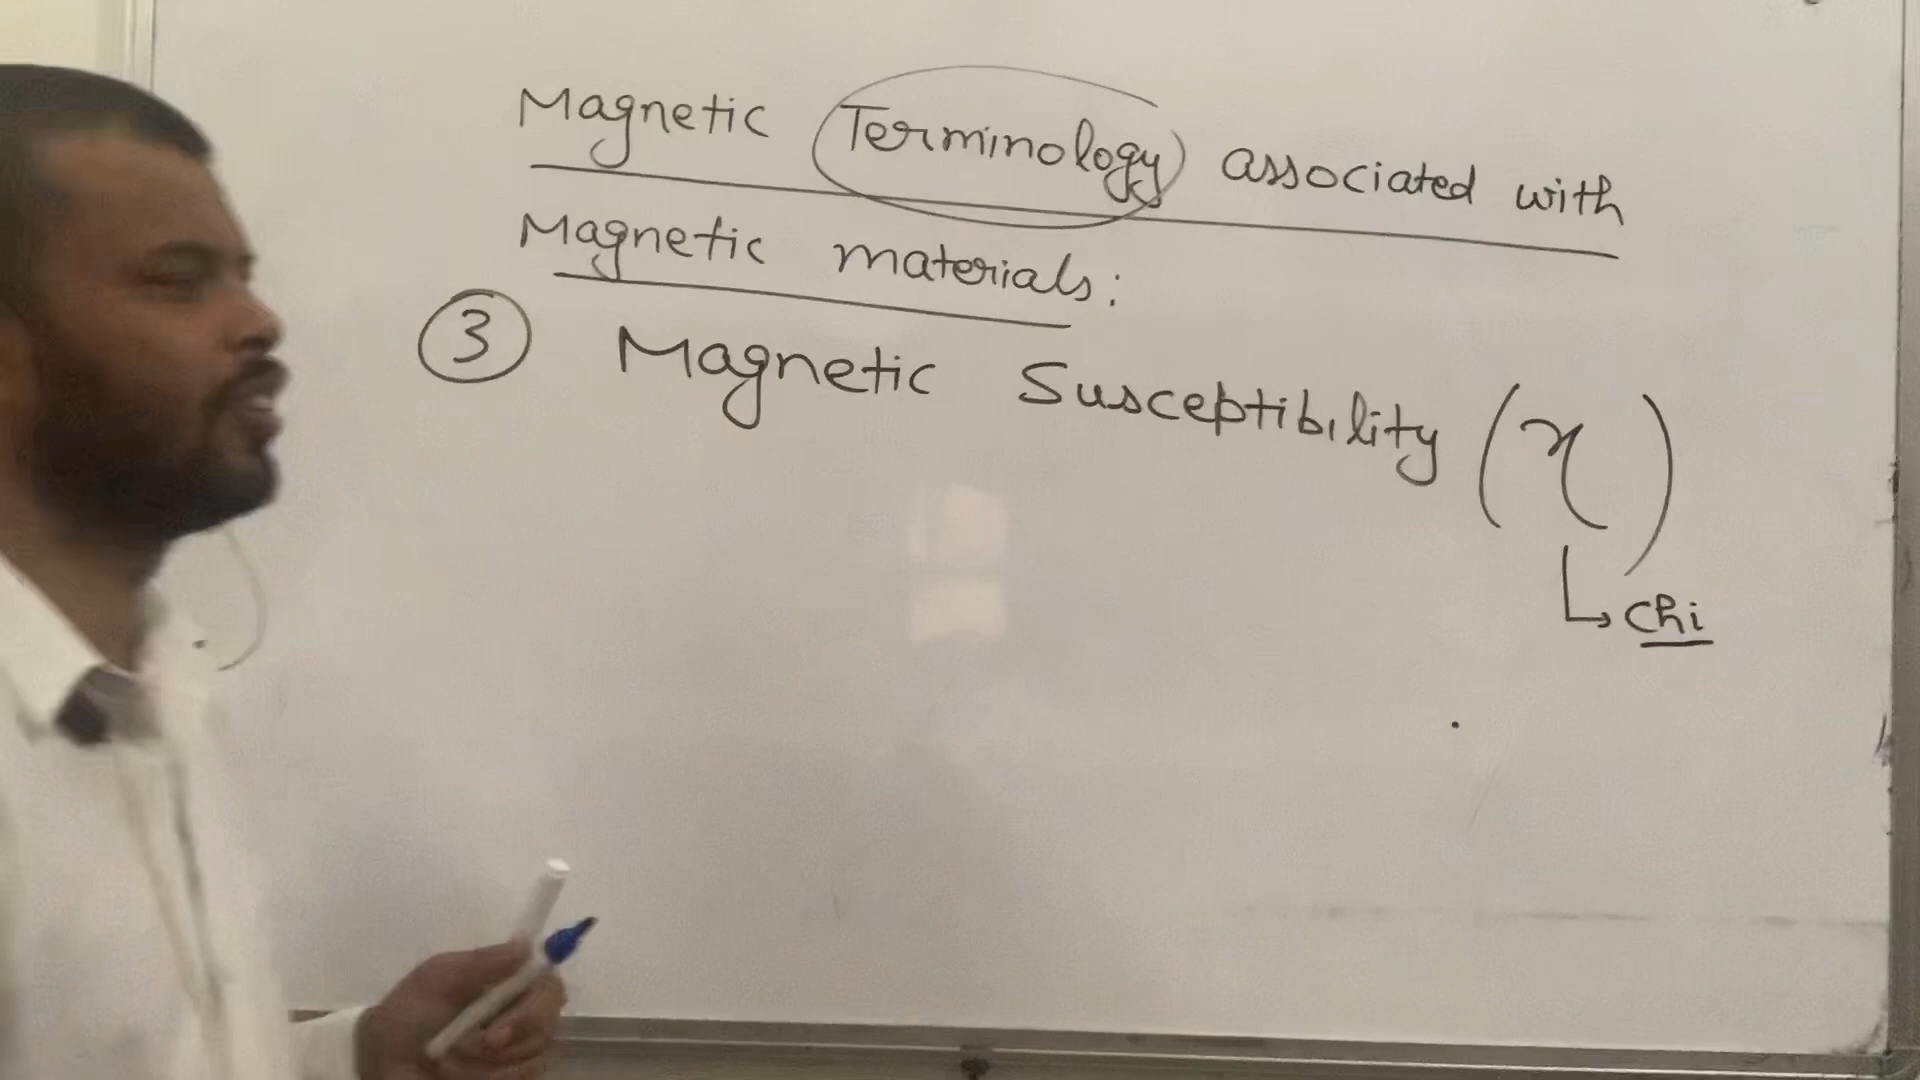 Magnetic Terminology associated with
Magnetic materials:
③ Magnetic Susceptibility (χ)
↳ chi